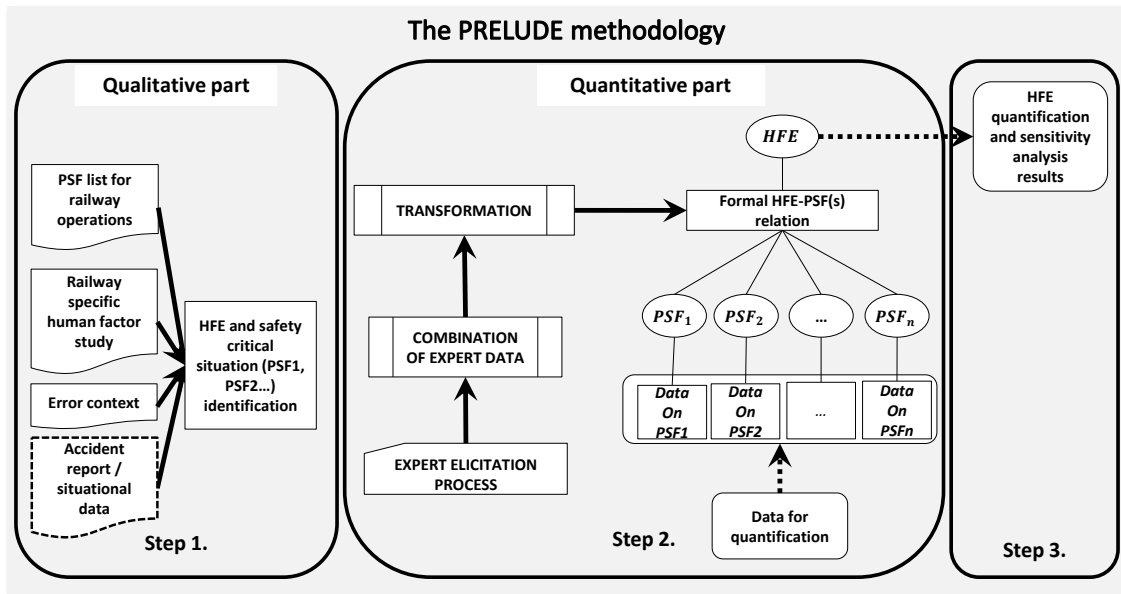 The PRELUDE methodology
Qualitative part
PSF list for
railway
operations
Railway
specific
human factor
study
Error context
Accident
report /
situational
data
HFE and safety
critical
situation (PSF1,
PSF2...)
identification
Step 1.
Quantitative part
TRANSFORMATION
COMBINATION
OF EXPERT DATA
EXPERT ELICITATION
PROCESS
HFE
Formal HFE-PSF(s)
relation
PSF₁
PSF₂
...
PSFₙ
Data
On
PSF1
Data
On
PSF2
...
Data
On
PSFn
Data for
quantification
Step 2.
HFE
quantification
and sensitivity
analysis
results
Step 3.